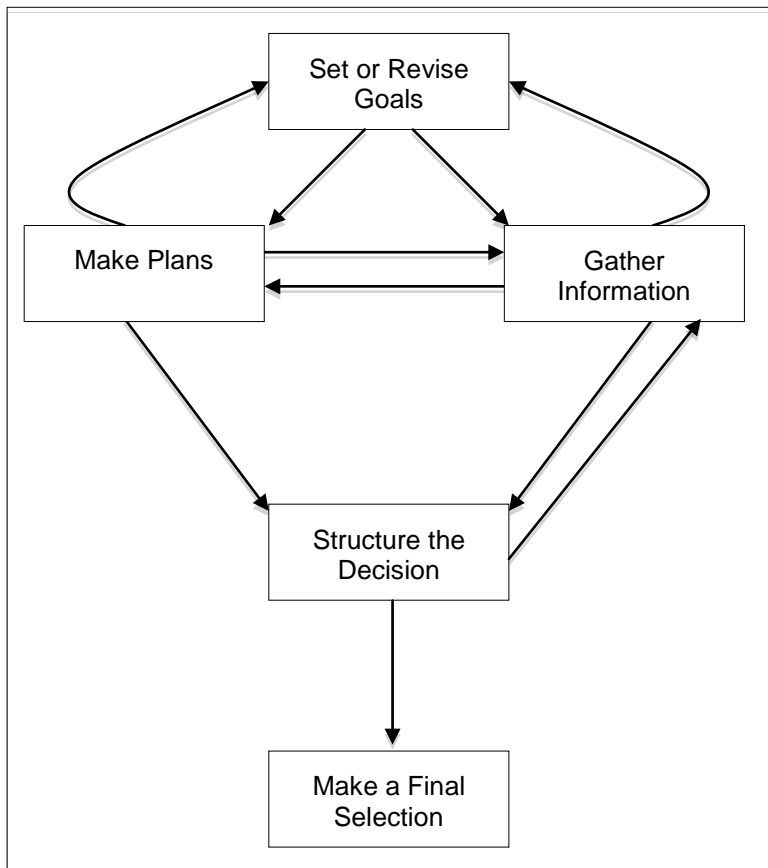 Set or Revise
Goals
Make Plans
Gather
Information
Structure the
Decision
Make a Final
Selection